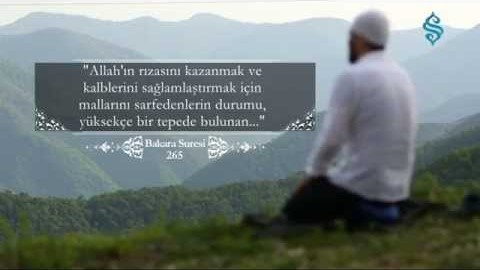 "Allah'ın rızasını kazanmak ve
kalblerini sağlamlaştırmak için
mallarını sarfedenlerin durumu,
yüksekçe bir tepede bulunan..."
Bakara Suresi
265